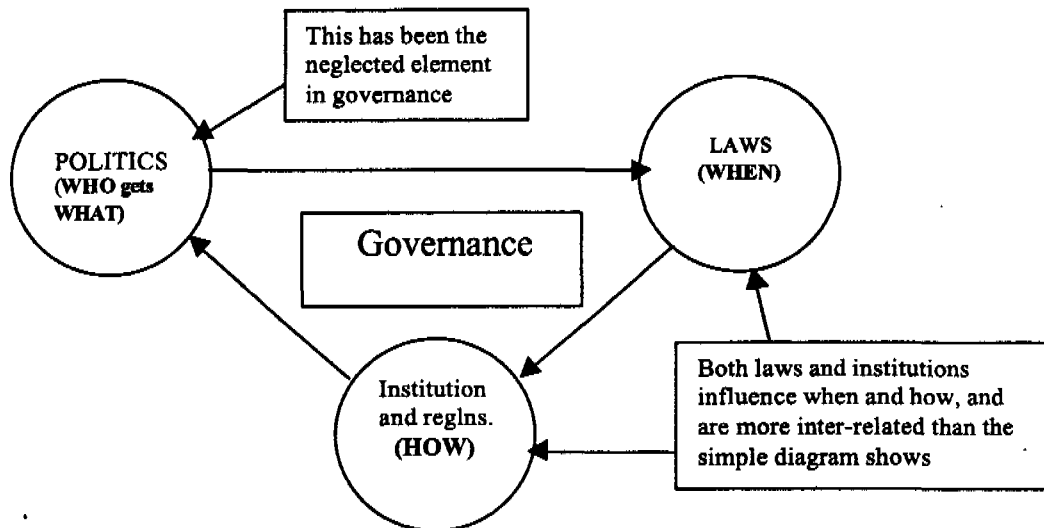 This has been the
neglected element
in governance
POLITICS
(WHO gets
WHAT)
LAWS
(WHEN)
Governance
Institution
and reglns.
(HOW)
Both laws and institutions
influence when and how, and
are more inter-related than the
simple diagram shows